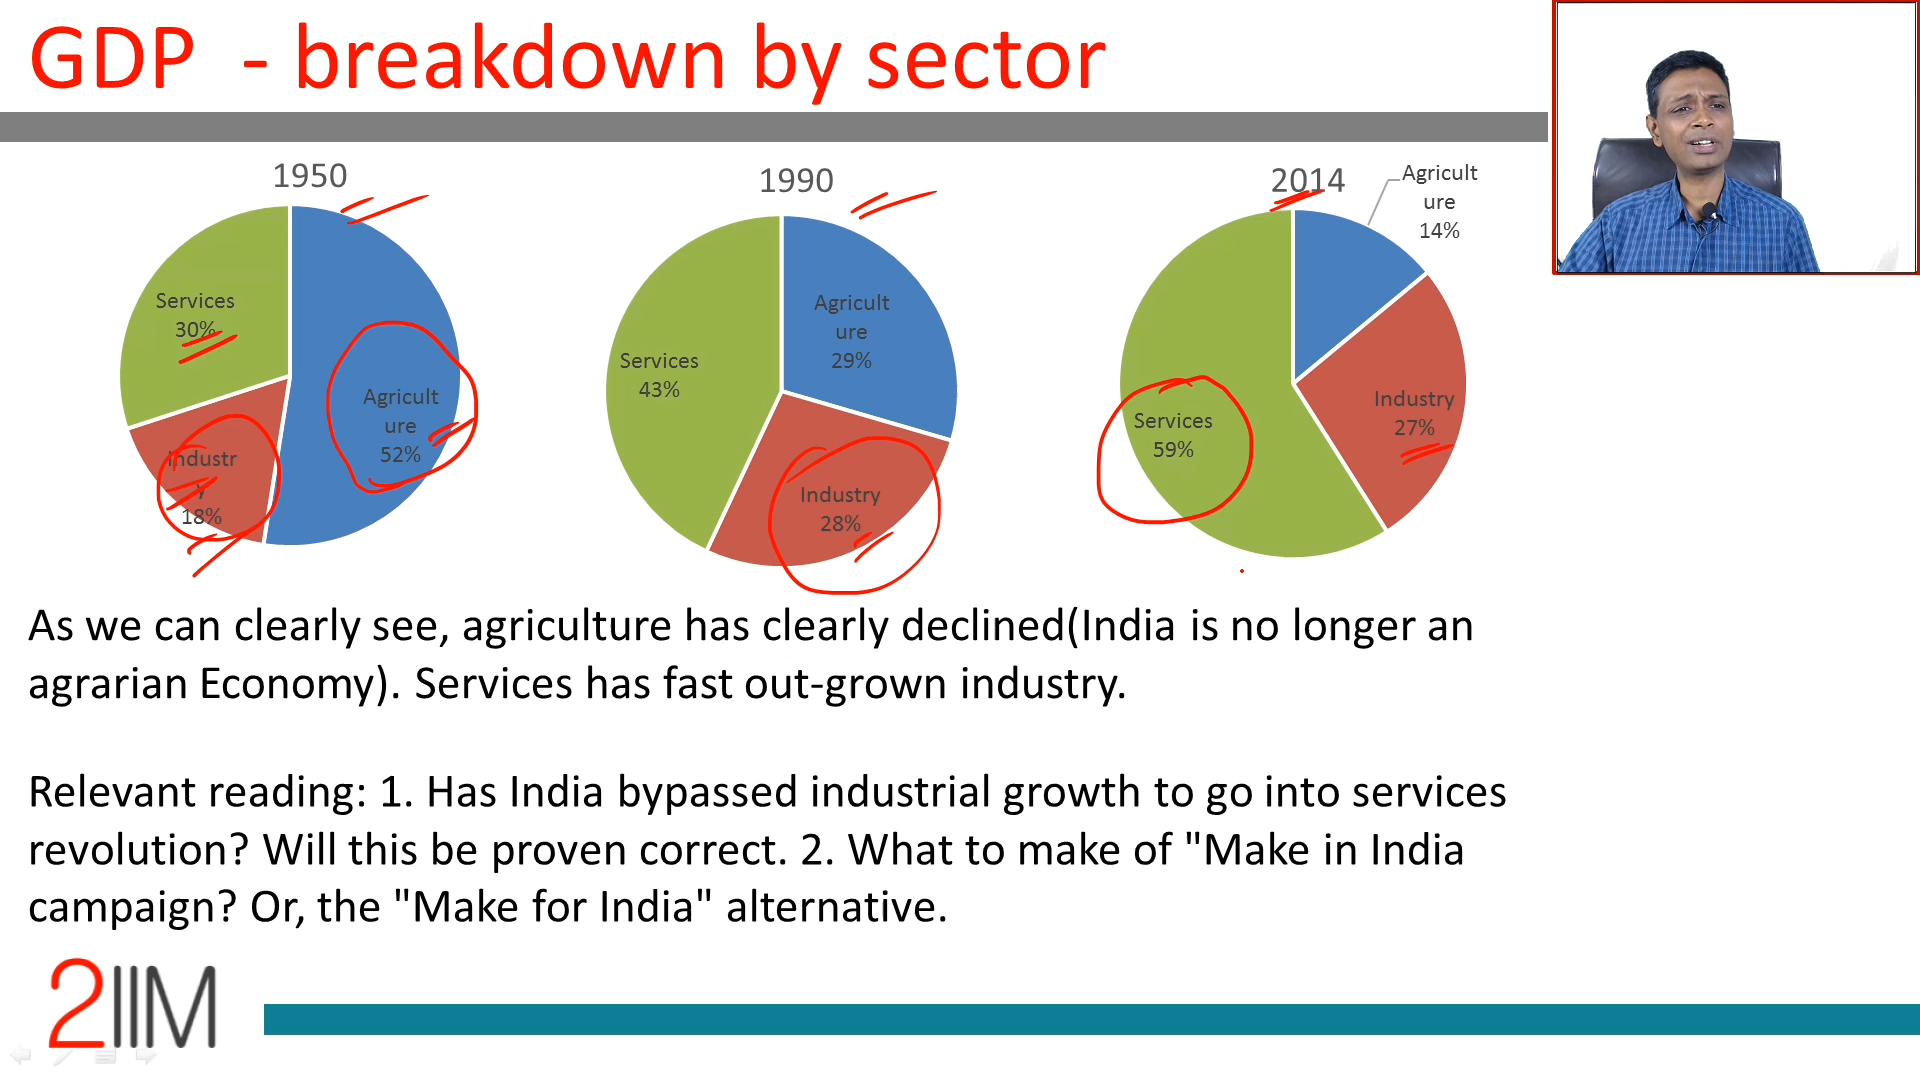 GDP - breakdown by sector
1950
Services
30%
Industr
y
18%
Agricult
ure
52%
1990
Services
43%
Agricult
ure
29%
Industry
28%
2014
Agricult
ure
14%
Services
59%
Industry
27%
As we can clearly see, agriculture has clearly declined(India is no longer an
agrarian Economy). Services has fast out-grown industry.
Relevant reading: 1. Has India bypassed industrial growth to go into services
revolution? Will this be proven correct. 2. What to make of "Make in India
campaign? Or, the "Make for India" alternative.
2IIM